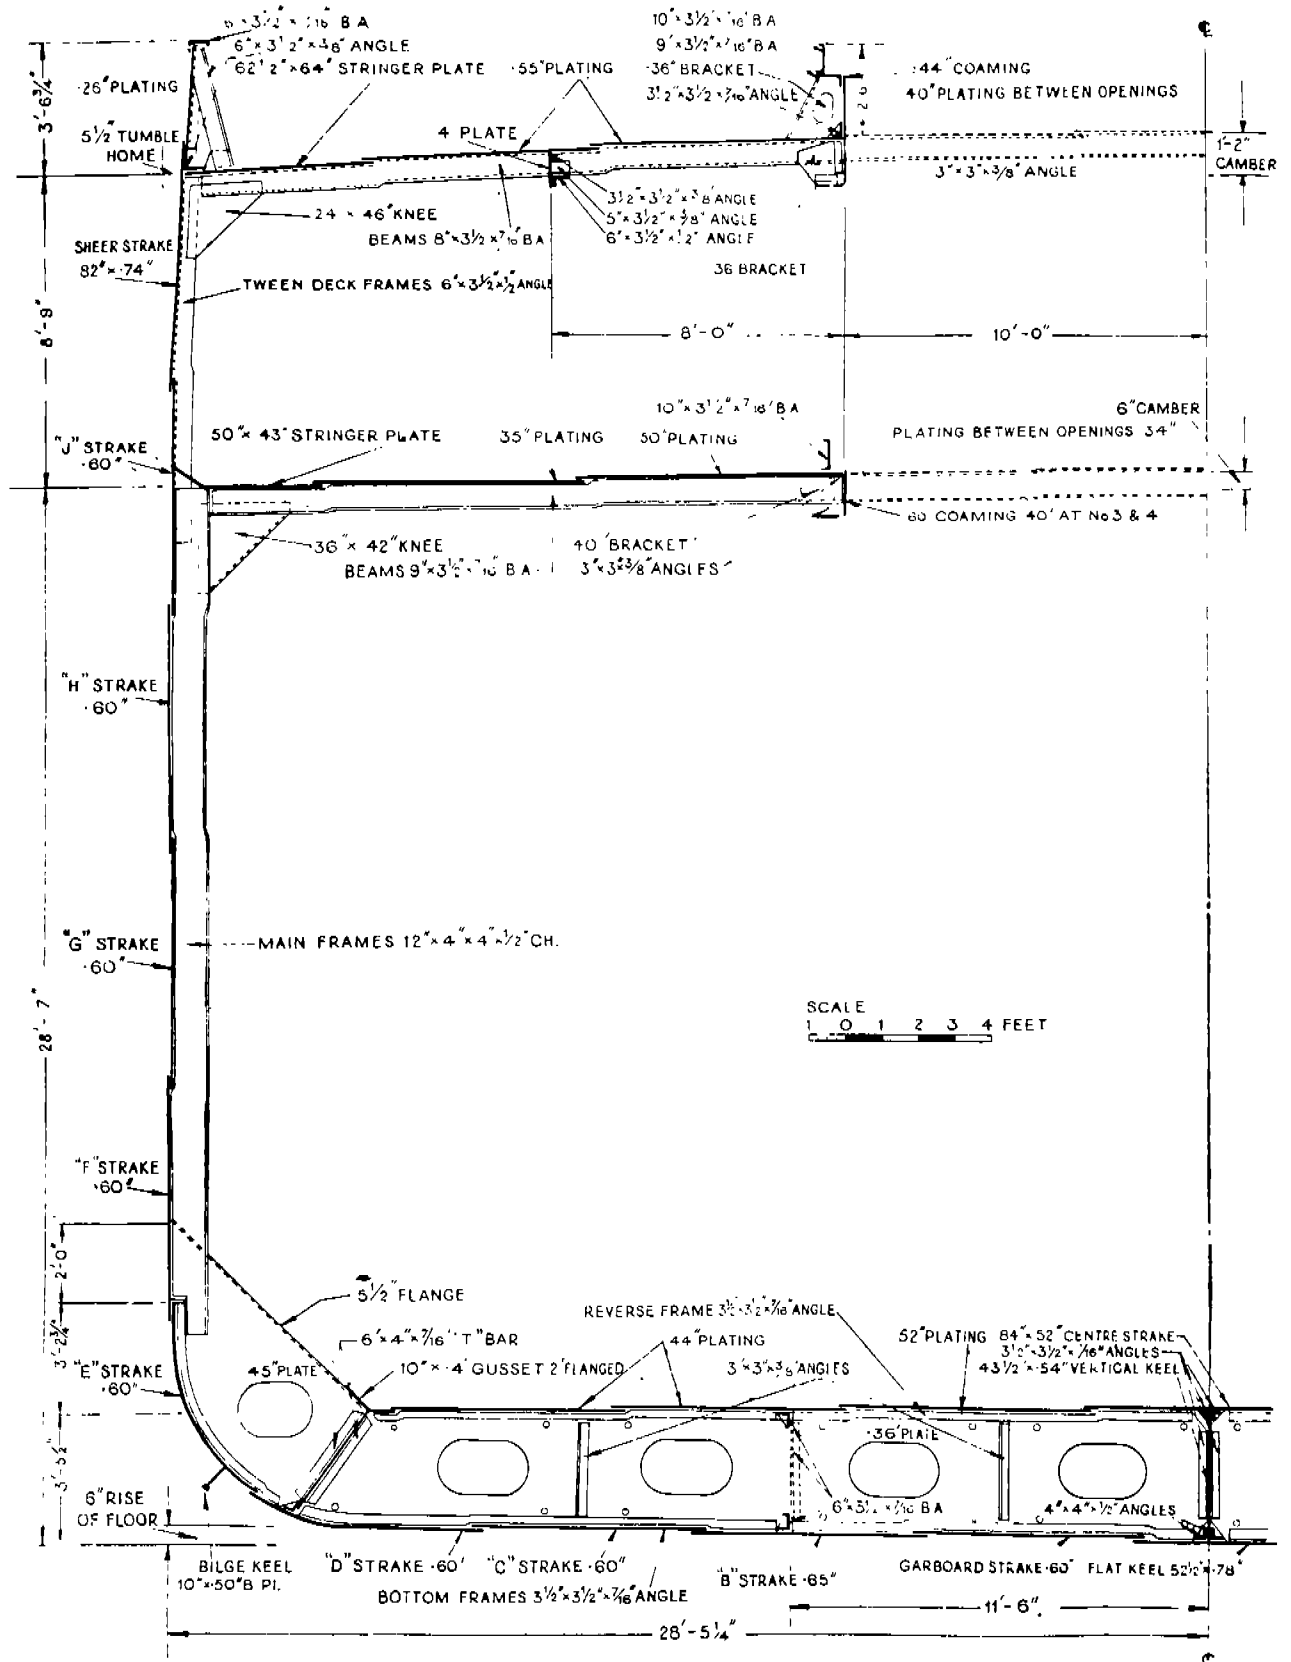 6" × 3½" × 3/8" ANGLE
62½" × ·64" STRINGER PLATE
·55" PLATING
·26" PLATING
5½" TUMBLE
HOME
3'-6¾"
4 PLATE
10" × 3½" × 7/16" B A
9" × 3½" × 7/16" B A
·36" BRACKET
3½" × 3½" × 7/16" ANGLE
·44" COAMING
40" PLATING BETWEEN OPENINGS
1'-2"
CAMBER
3" × 3" × 3/8" ANGLE
24 × 46" KNEE
BEAMS 8" × 3½ × 7/16" BA
3½" × 3½" × 3/8" ANGLE
5" × 3½" × 3/8" ANGLE
6" × 3½" × ½" ANGLE
36 BRACKET
SHEER STRAKE
82" × ·74"
TWEEN DECK FRAMES 6" × 3½" × ½" ANGLE
8'-9"
8'-0"
10'-0"
10" × 3½" × 7/16" B A
6" CAMBER
PLATING BETWEEN OPENINGS 34"
"J" STRAKE
·60"
50" × 43" STRINGER PLATE
35" PLATING
50" PLATING
60 COAMING 40" AT No 3 & 4
36" × 42" KNEE
BEAMS 9" × 3½" × 7/16" B A
40" BRACKET
3" × 3" × 3/8" ANGLES
"H" STRAKE
·60"
"G" STRAKE
·60"
MAIN FRAMES 12" × 4" × 4" × ½" CH.
28'-7"
SCALE
1 0 1 2 3 4 FEET
"F" STRAKE
·60"
2'-0"
5½" FLANGE
3'-2¾"
6" × 4" × 7/16" "T" BAR
10" × ·4" GUSSET 2" FLANGED
45" PLATE
REVERSE FRAME 3½" × 3½" × 7/16" ANGLE
44" PLATING
3" × 3" × 3/8" ANGLES
52" PLATING
84" × 52" CENTRE STRAKE
3½" × 3½" × 7/16" ANGLES
43½" × ·54" VERTICAL KEEL
"E" STRAKE
·60"
3'-5½"
·36" PLATE
6" × 3½" × 7/16 B A
4" × 4" × ½" ANGLES
6" RISE
OF FLOOR
BILGE KEEL
10" × ·50" B Pl.
"D" STRAKE ·60"
"C" STRAKE ·60"
BOTTOM FRAMES 3½" × 3½" × 7/16" ANGLE
"B" STRAKE ·65"
GARBOARD STRAKE ·60"
FLAT KEEL 52½" × ·78"
11'-6"
28'-5¼"